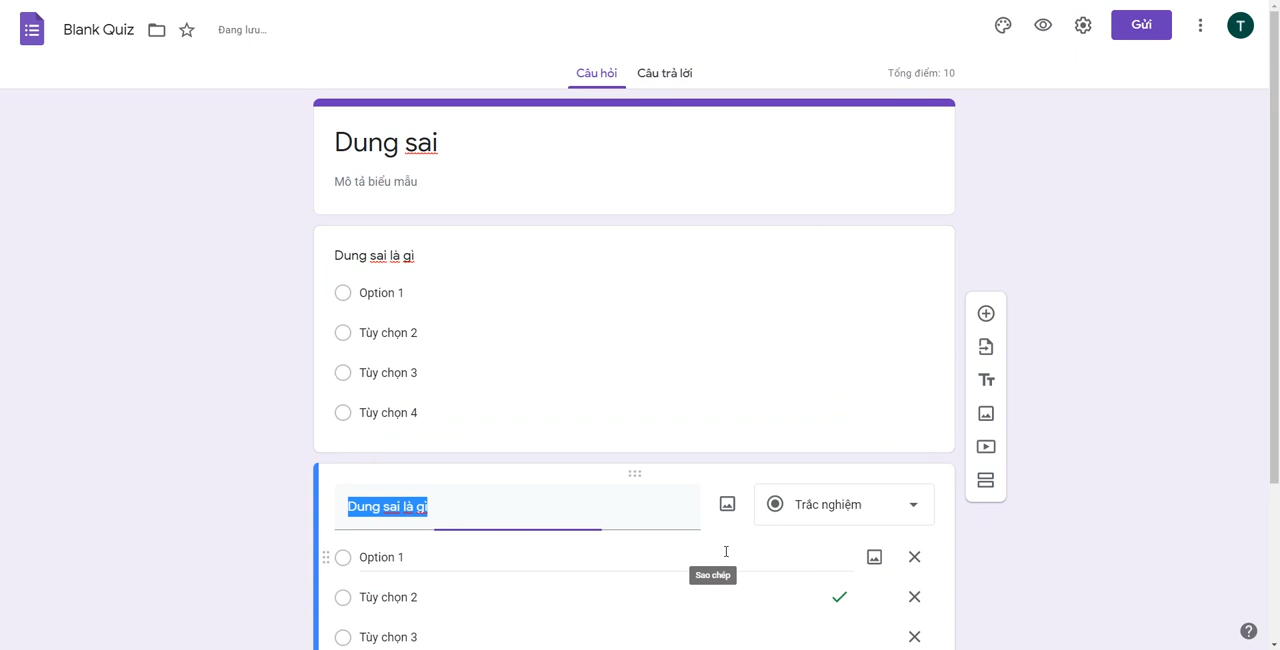 Blank Quiz
Đang lưu...
Gửi
T
Câu hỏi
Câu trả lời
Tổng điểm: 10
Dung sai
Mô tả biểu mẫu
Dung sai là gì
Option 1
Tùy chọn 2
Tùy chọn 3
Tùy chọn 4
Tт
Dung sai là gì
Trắc nghiệm
Option 1
Sao chép
Tùy chọn 2
Tùy chọn 3